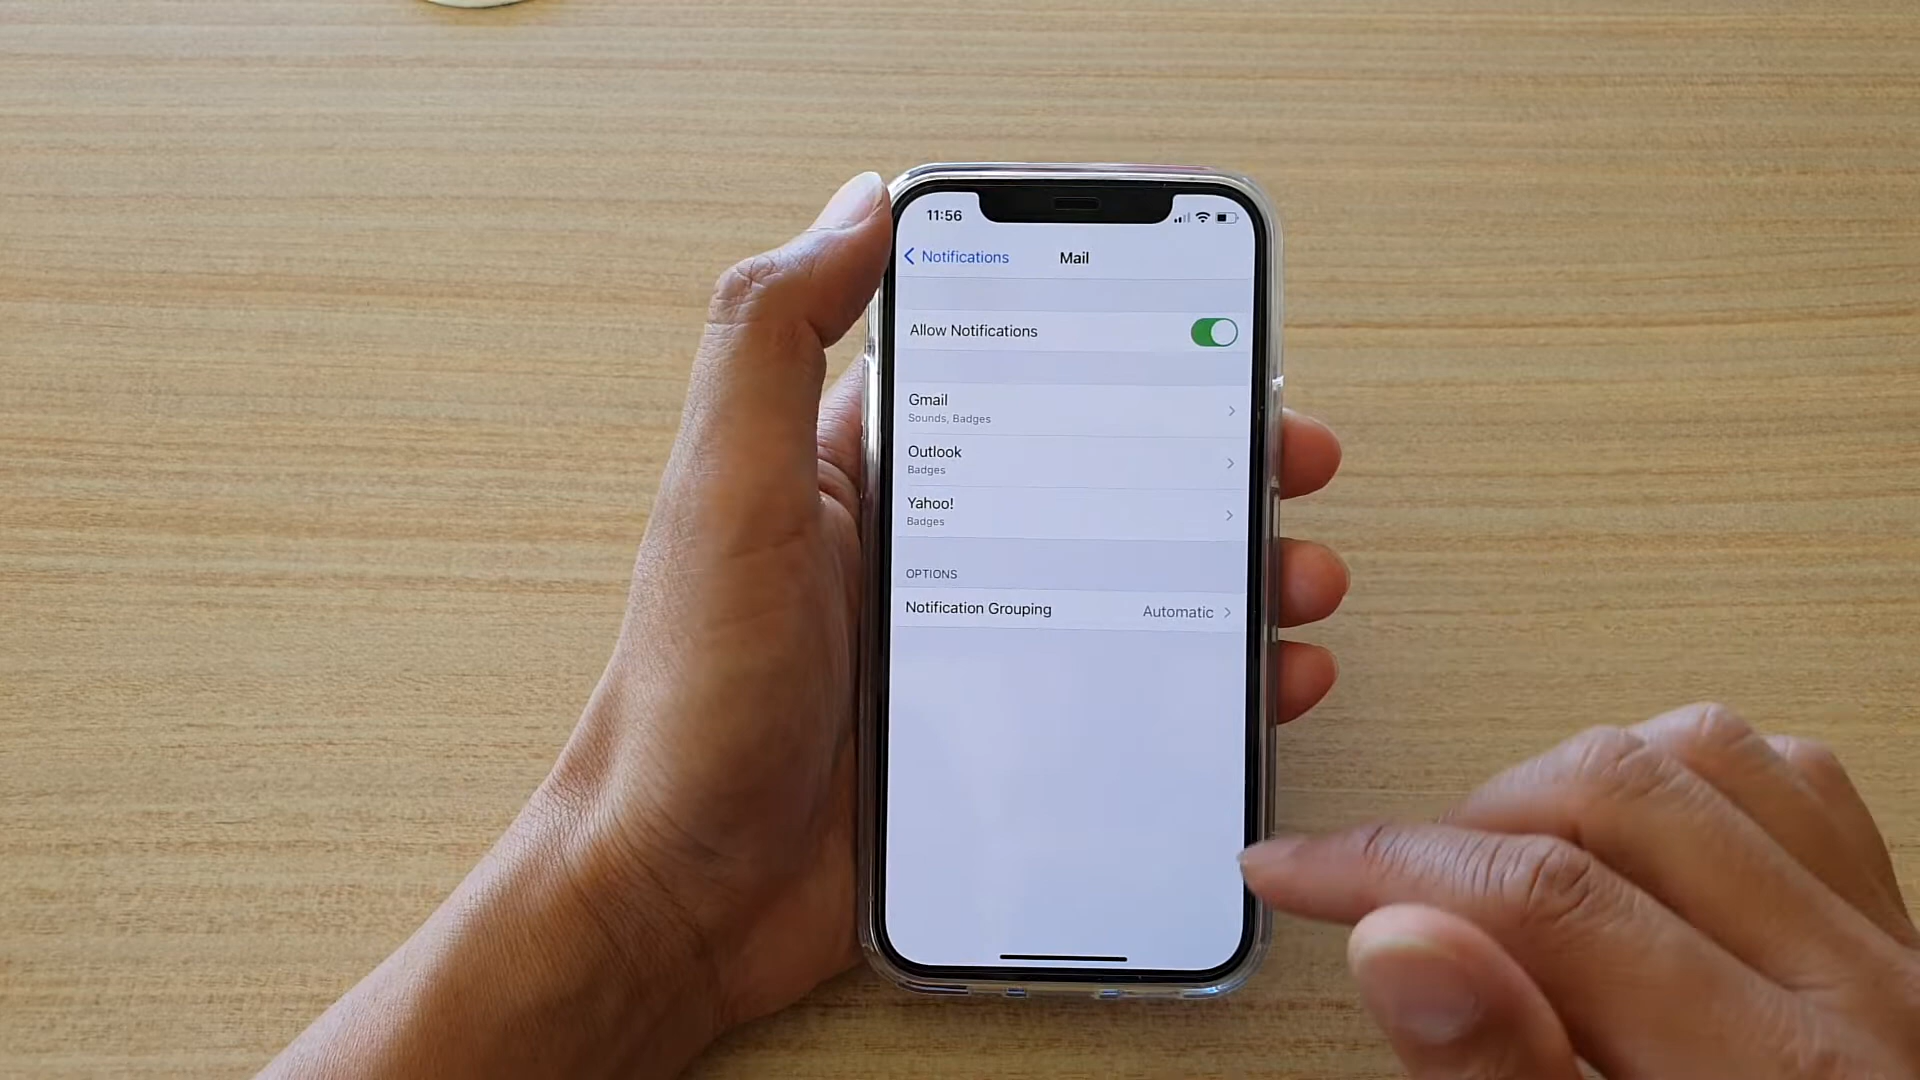 11:56
Notifications
Mail
Allow Notifications
Gmail
Sounds, Badges
Outlook
Badges
Yahoo!
Badges
OPTIONS
Notification Grouping Automatic